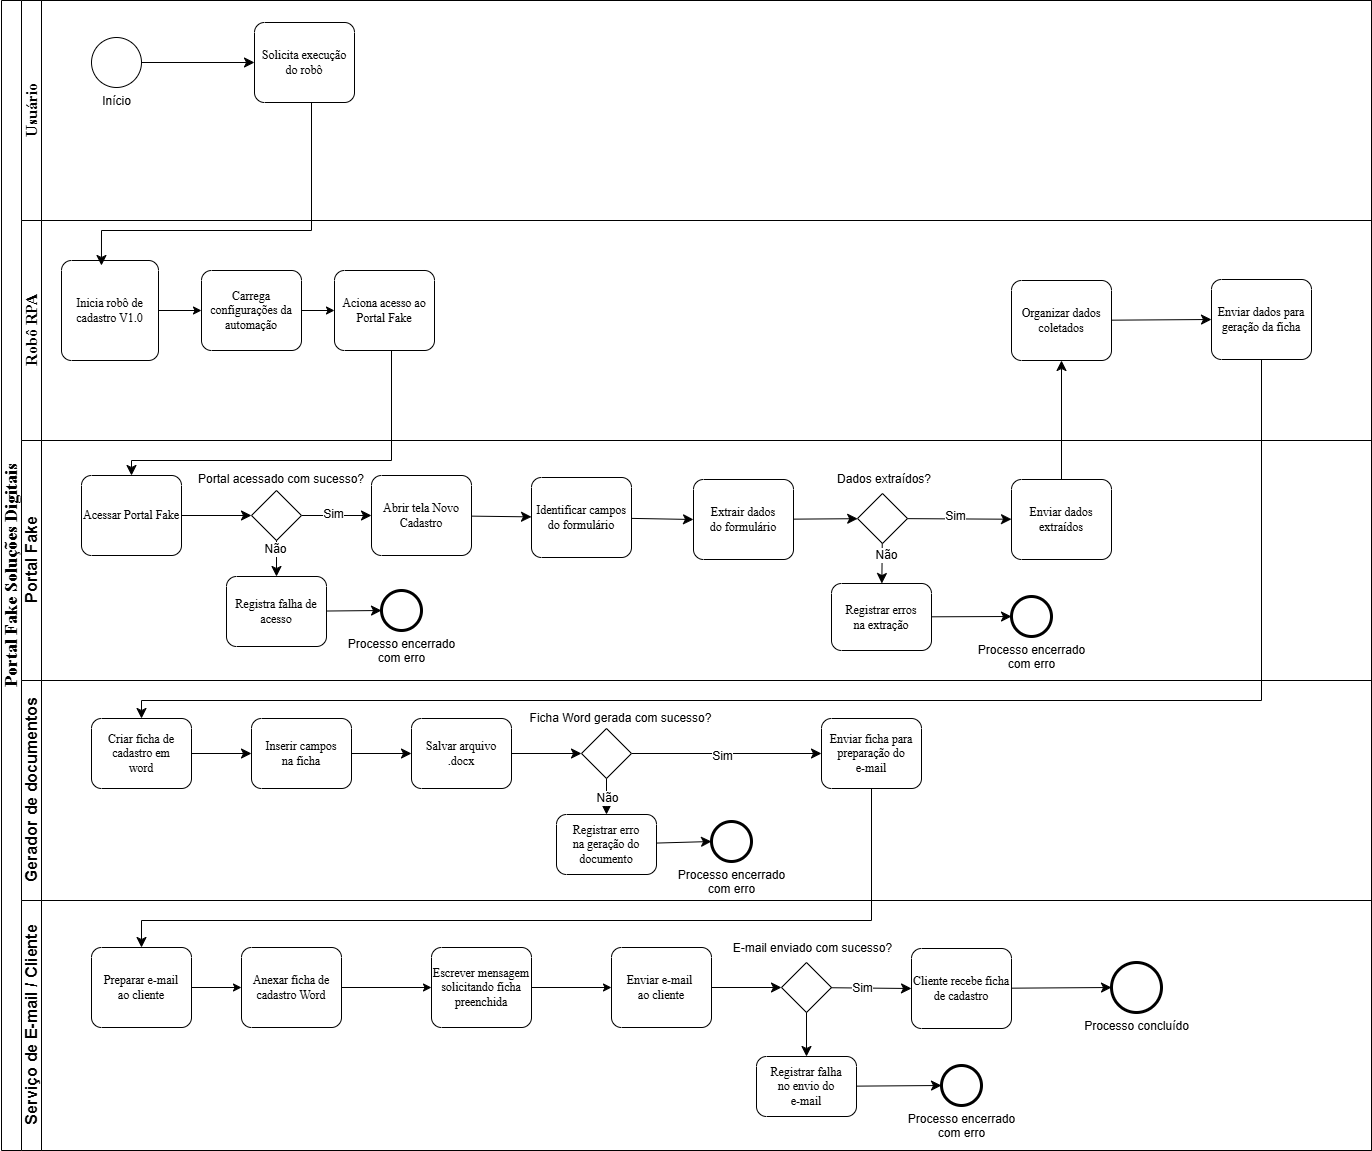 Portal Fake Soluções Digitais
Usuário
Início
Solicita execução
do robô
Robô RPA
Inicia robô de
cadastro V1.0
Carrega
configurações da
automação
Aciona acesso ao
Portal Fake
Organizar dados
coletados
Enviar dados para
geração da ficha
Portal Fake
Acessar Portal Fake
Portal acessado com sucesso?
Sim
Não
Registra falha de
acesso
Processo encerrado
com erro
Abrir tela Novo
Cadastro
Identificar campos
do formulário
Extrair dados
do formulário
Dados extraídos?
Sim
Não
Registrar erros
na extração
Processo encerrado
com erro
Enviar dados
extraídos
Gerador de documentos
Criar ficha de
cadastro em
word
Inserir campos
na ficha
Salvar arquivo
.docx
Ficha Word gerada com sucesso?
Sim
Não
Registrar erro
na geração do
documento
Processo encerrado
com erro
Enviar ficha para
preparação do
e-mail
Serviço de E-mail / Cliente
Preparar e-mail
ao cliente
Anexar ficha de
cadastro Word
Escrever mensagem
solicitando ficha
preenchida
Enviar e-mail
ao cliente
E-mail enviado com sucesso?
Sim
Registrar falha
no envio do
e-mail
Processo encerrado
com erro
Cliente recebe ficha
de cadastro
Processo concluído